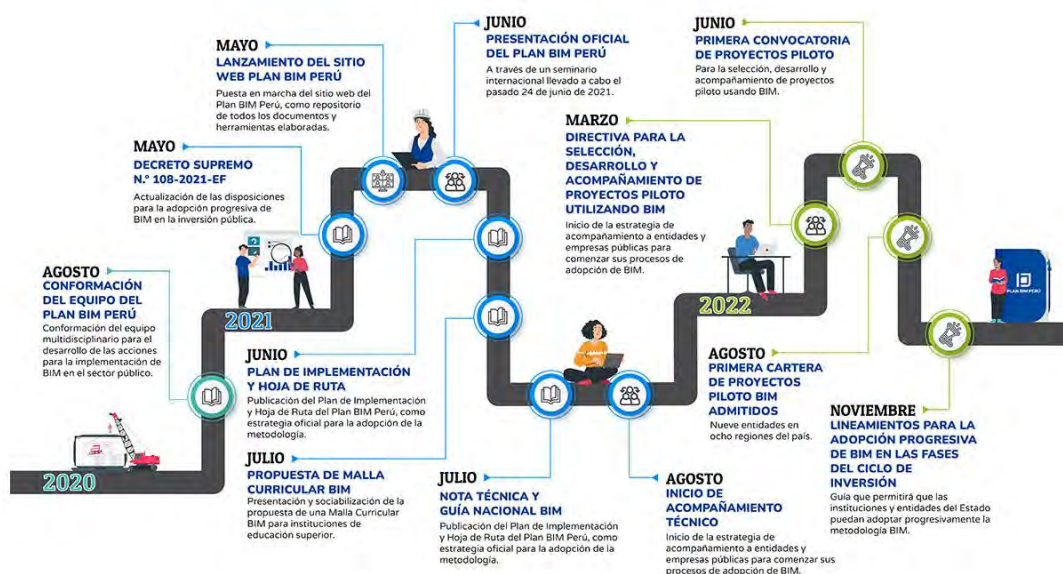 AGOSTO
CONFORMACIÓN
DEL EQUIPO DEL
PLAN BIM PERÚ
Conformación del equipo
multidisciplinario para el
desarrollo de las acciones
para la implementación de
BIM en el sector público.
2020
MAYO
DECRETO SUPREMO
N.° 108-2021-EF
Actualización de las disposiciones
para la adopción progresiva de
BIM en la inversión pública.
2021
MAYO
LANZAMIENTO DEL SITIO
WEB PLAN BIM PERÚ
Puesta en marcha del sitio web del
Plan BIM Perú, como repositorio
de todos los documentos y
herramientas elaboradas.
JUNIO
PRESENTACIÓN OFICIAL
DEL PLAN BIM PERÚ
A través de un seminario
internacional llevado a cabo el
pasado 24 de junio de 2021.
JUNIO
PLAN DE IMPLEMENTACIÓN
Y HOJA DE RUTA
Publicación del Plan de Implementación
y Hoja de Ruta del Plan BIM Perú, como
estrategia oficial para la adopción de la
metodología.
JULIO
PROPUESTA DE MALLA
CURRICULAR BIM
Presentación y sociabilización de la
propuesta de una Malla Curricular
BIM para instituciones de
educación superior.
JULIO
NOTA TÉCNICA Y
GUÍA NACIONAL BIM
Publicación del Plan de Implementación
y Hoja de Ruta del Plan BIM Perú, como
estrategia oficial para la adopción de la
metodología.
AGOSTO
INICIO DE
ACOMPAÑAMIENTO
TÉCNICO
Inicio de la estrategia de
acompañamiento a entidades y
empresas públicas para comenzar sus
procesos de adopción de BIM.
2022
MARZO
DIRECTIVA PARA LA
SELECCIÓN,
DESARROLLO Y
ACOMPAÑAMIENTO DE
PROYECTOS PILOTO
UTILIZANDO BIM
Inicio de la estrategia de
acompañamiento a entidades y
empresas públicas para
comenzar sus procesos de
adopción de BIM.
JUNIO
PRIMERA CONVOCATORIA
DE PROYECTOS PILOTO
Para la selección, desarrollo y
acompañamiento de proyectos
piloto usando BIM.
AGOSTO
PRIMERA CARTERA
DE PROYECTOS
PILOTO BIM
ADMITIDOS
Nueve entidades en
ocho regiones del país.
NOVIEMBRE
LINEAMIENTOS PARA LA
ADOPCIÓN PROGRESIVA
DE BIM EN LAS FASES
DEL CICLO DE
INVERSIÓN
Guía que permitirá que las
instituciones y entidades del Estado
puedan adoptar progresivamente la
metodología BIM.
PLAN BIM PERÚ